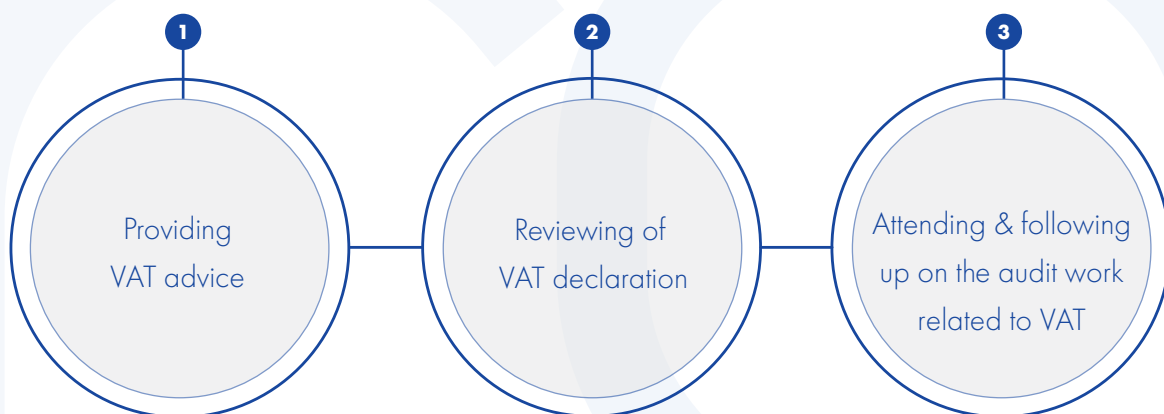 1
Providing
VAT advice
2
Reviewing of
VAT declaration
3
Attending & following
up on the audit work
related to VAT